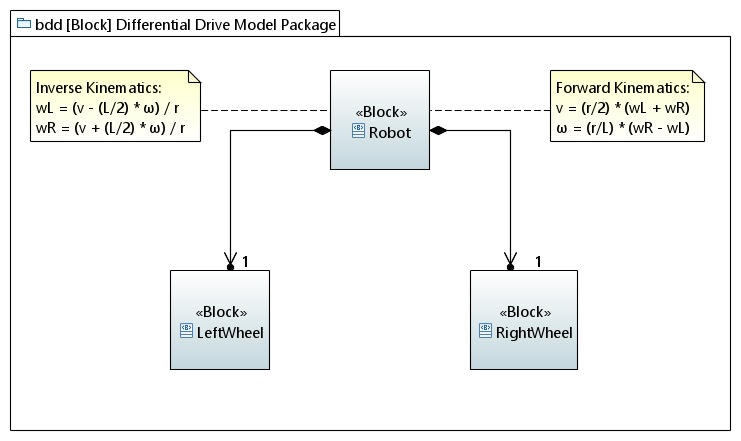 bdd [Block] Differential Drive Model Package
Inverse Kinematics:
wL = (v - (L/2) * ω) / r
wR = (v + (L/2) * ω) / r
«Block»
Robot
Forward Kinematics:
v = (r/2) * (wL + wR)
ω = (r/L) * (wR - wL)
1
1
«Block»
LeftWheel
«Block»
RightWheel